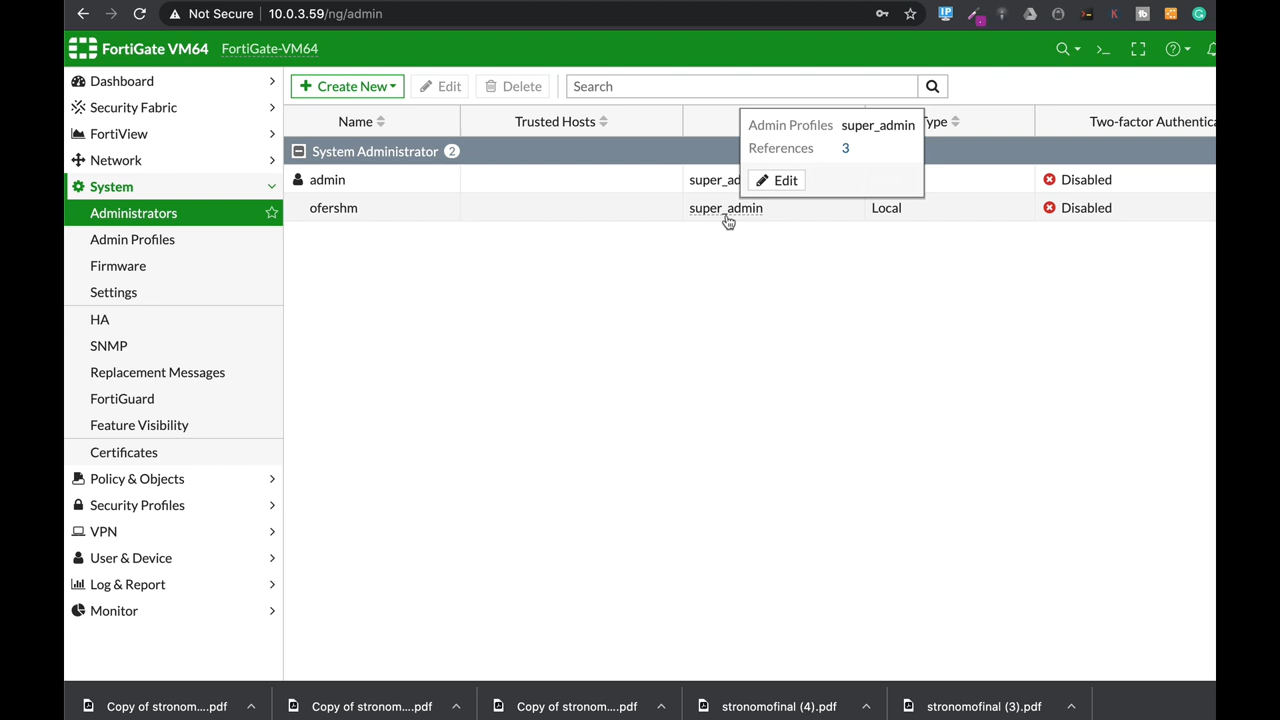 Not Secure | 10.0.3.59/ng/admin
FortiGate VM64 FortiGate-VM64
Dashboard
Security Fabric
FortiView
Network
System
Administrators
Admin Profiles
Firmware
Settings
HA
SNMP
Replacement Messages
FortiGuard
Feature Visibility
Certificates
Policy & Objects
Security Profiles
VPN
User & Device
Log & Report
Monitor
+ Create New Edit Delete Search
Name Trusted Hosts Type Two-factor Authentica
System Administrator 2
admin super_ad Disabled
ofershm super_admin Local Disabled
Admin Profiles super_admin
References 3
Edit
Copy of stronom....pdf Copy of stronom....pdf Copy of stronom....pdf stronomofinal (4).pdf stronomofinal (3).pdf